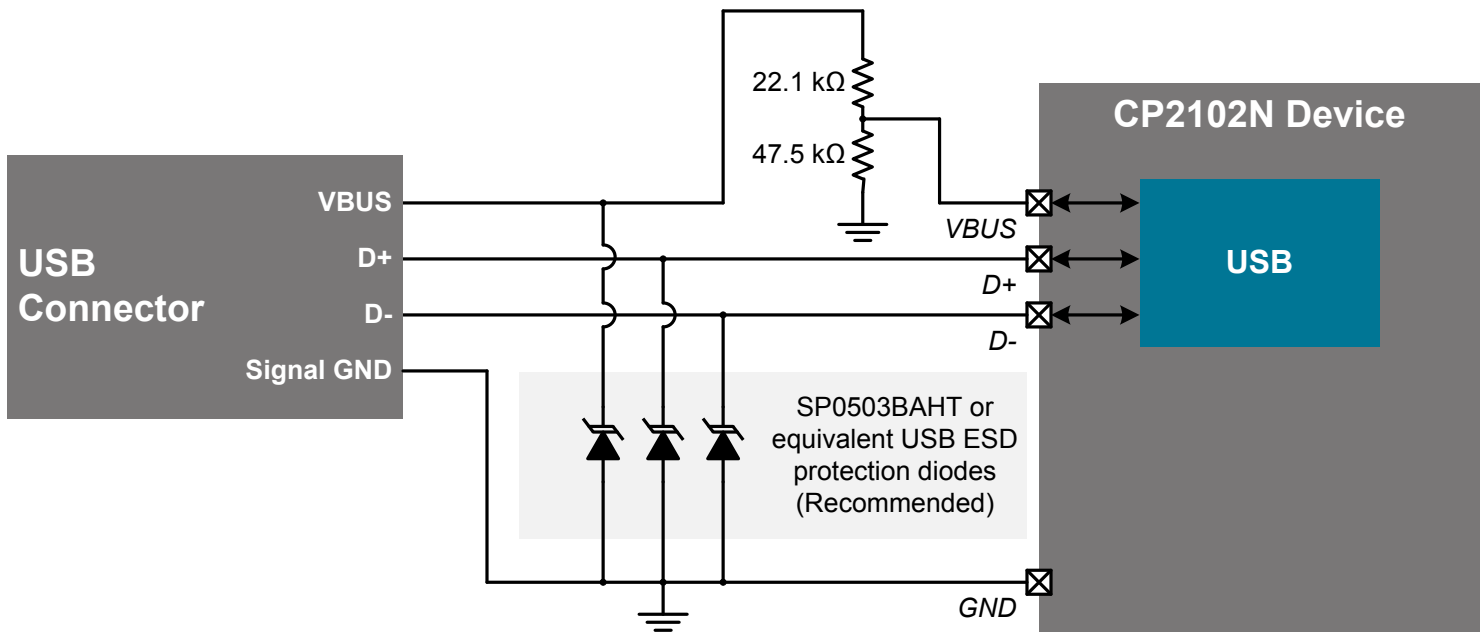 22.1 kΩ
47.5 kΩ
CP2102N Device
USB
Connector
VBUS
D+
D-
Signal GND
VBUS
D+
D-
USB
SP0503BAHT or
equivalent USB ESD
protection diodes
(Recommended)
GND